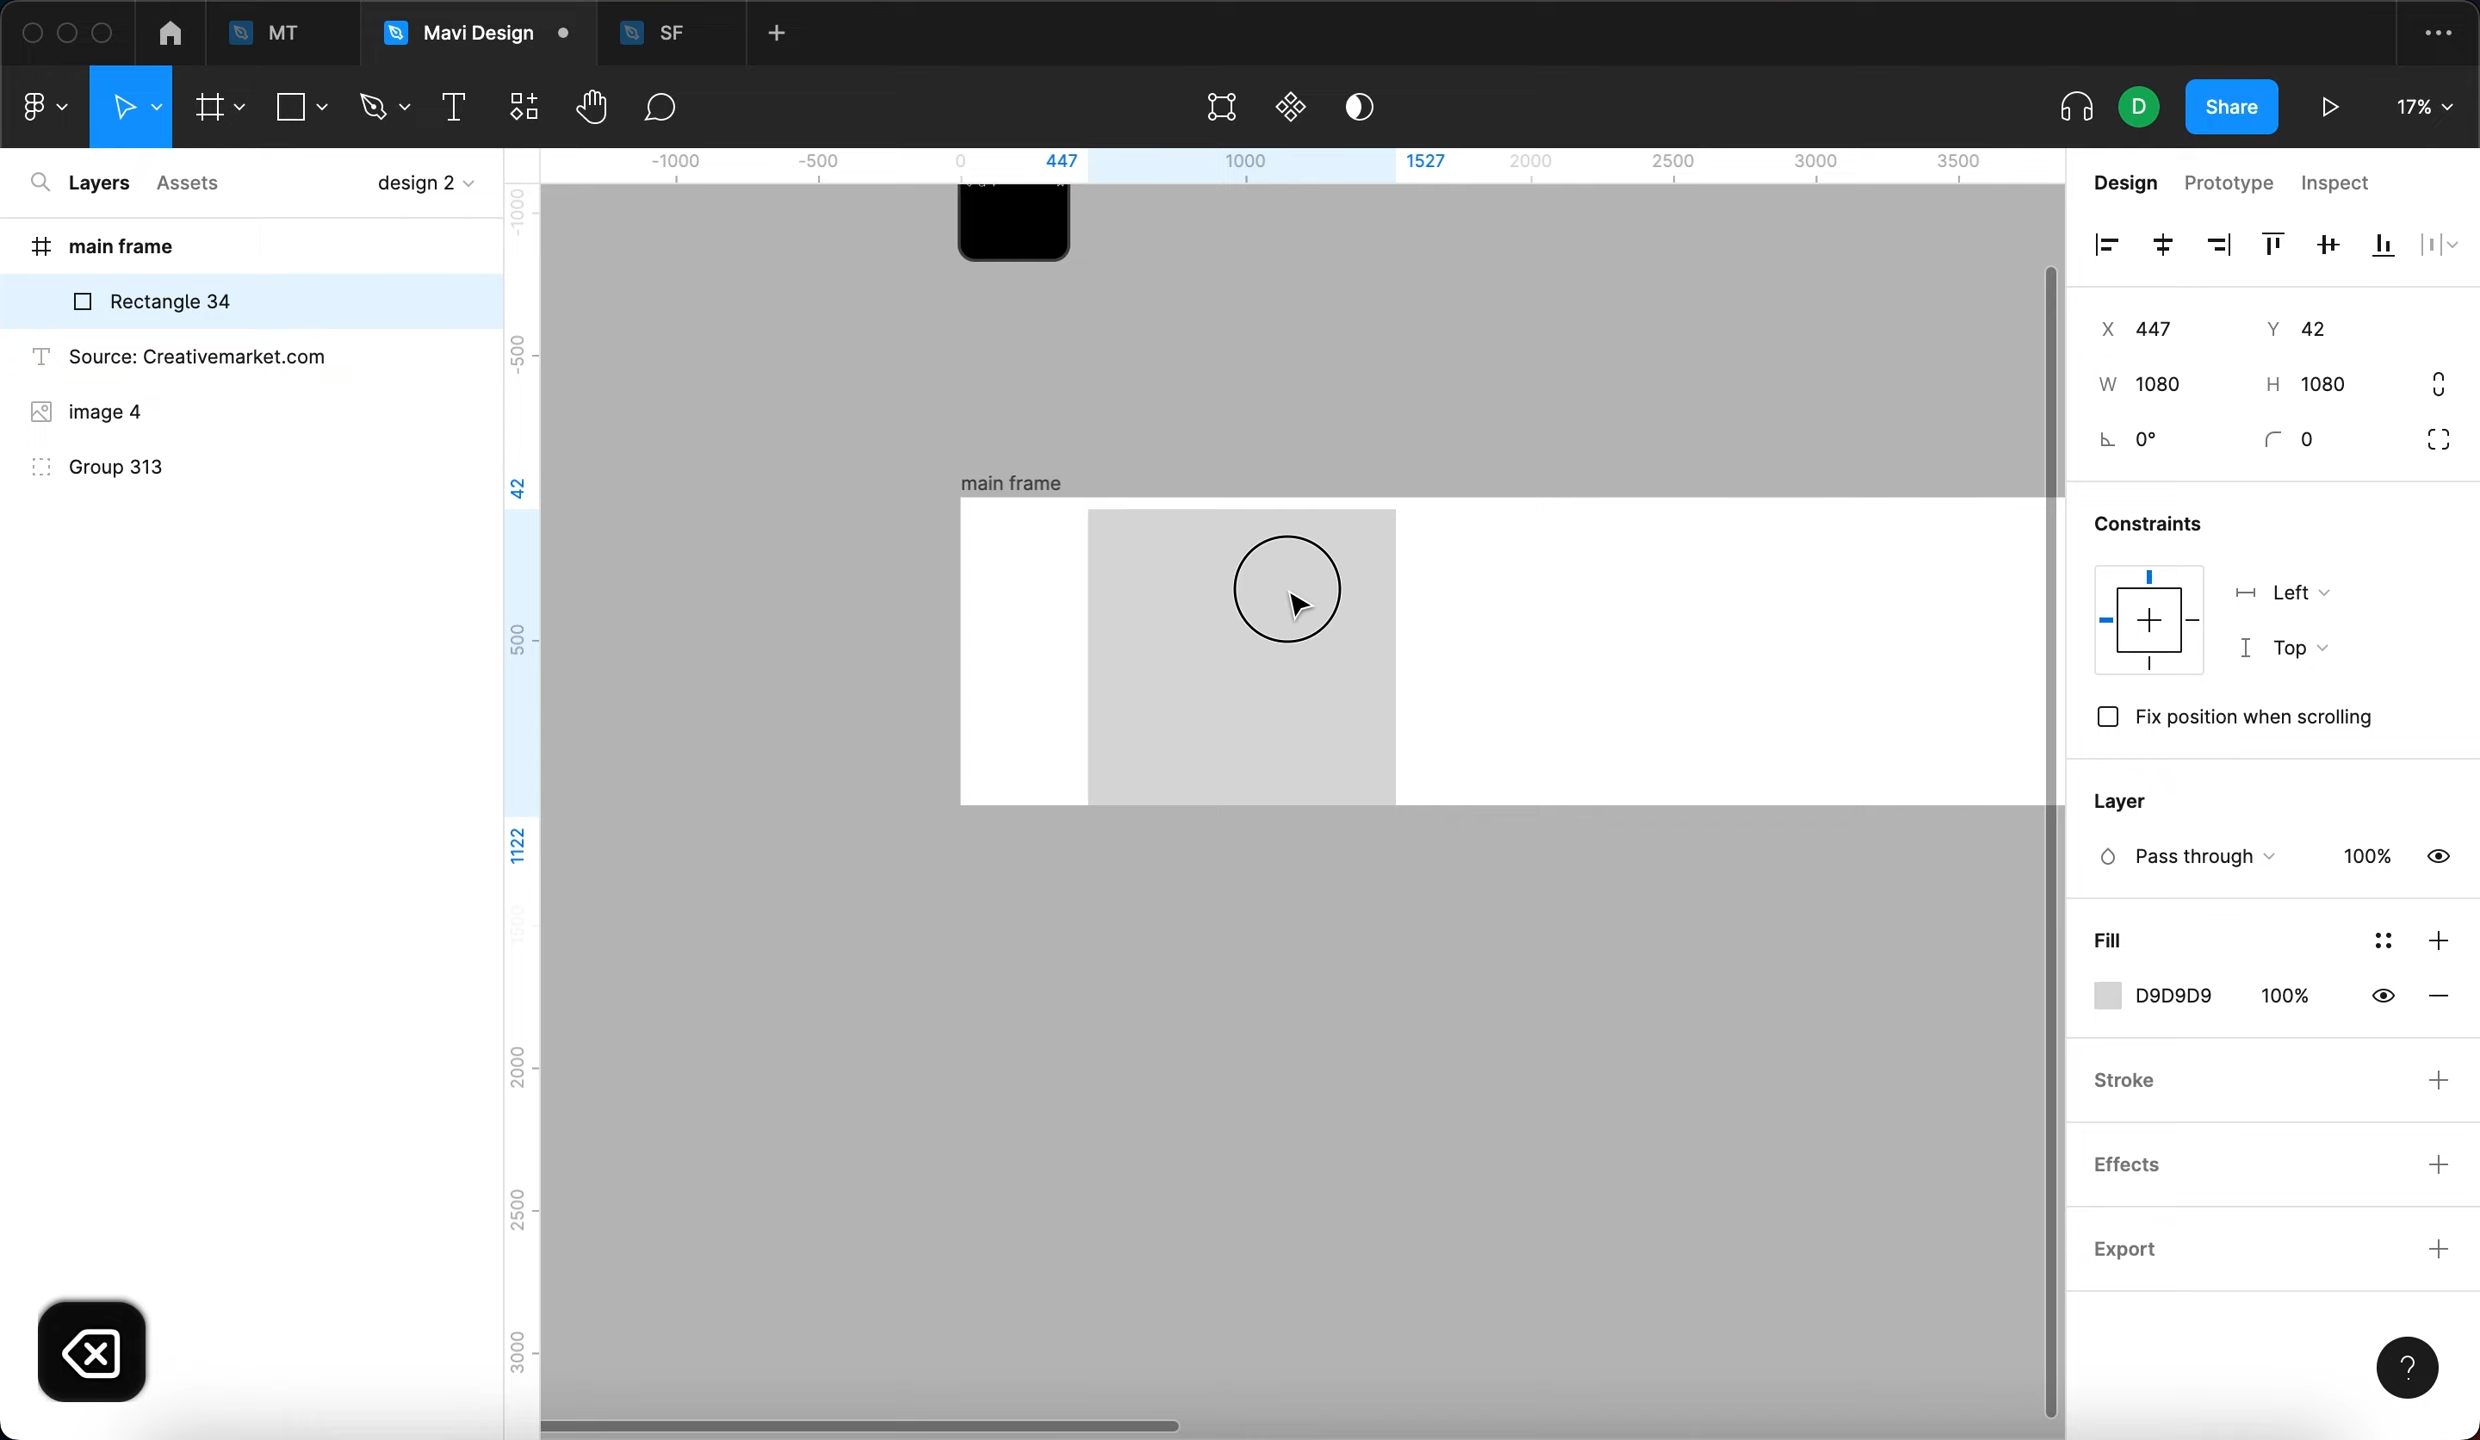 MT
Mavi Design
SF
D
Share
17%
Layers
Assets
design 2
main frame
Rectangle 34
Source: Creativemarket.com
image 4
Group 313
-1000
-500
0
447
1000
1527
2000
2500
3000
3500
-1000
-500
42
500
1122
1500
2000
2500
3000
main frame
Design
Prototype
Inspect
X 447
Y 42
W 1080
H 1080
0°
0
Constraints
Left
Top
Fix position when scrolling
Layer
Pass through
100%
Fill
D9D9D9
100%
Stroke
Effects
Export
?